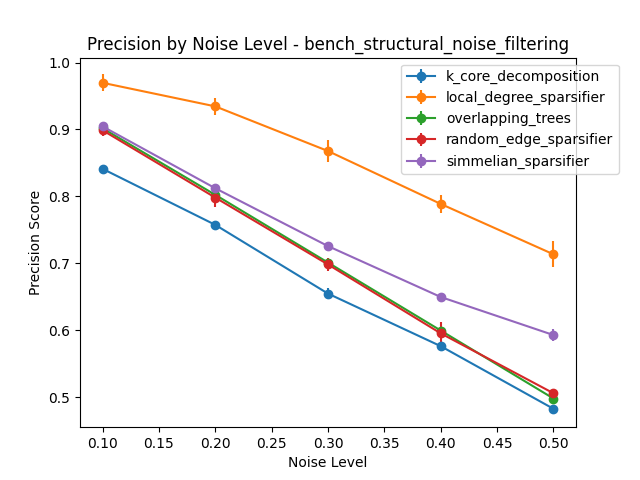 Precision by Noise Level - bench_structural_noise_filtering
Precision Score
1.0
0.9
0.8
0.7
0.6
0.5
k_core_decomposition
local_degree_sparsifier
overlapping_trees
random_edge_sparsifier
simmelian_sparsifier
0.10 0.15 0.20 0.25 0.30 0.35 0.40 0.45 0.50
Noise Level